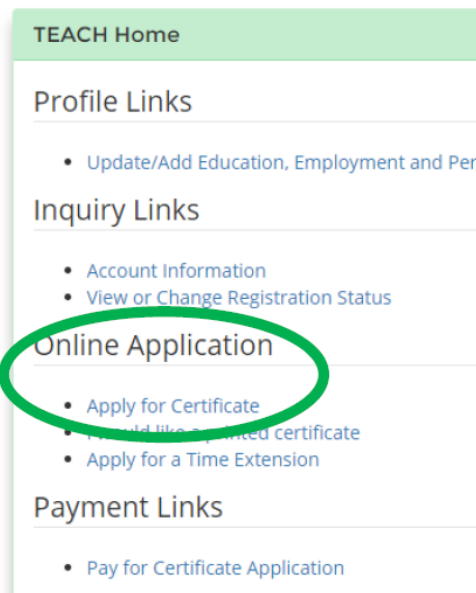 TEACH Home
Profile Links
Update/Add Education, Employment and
Inquiry Links
Account Information
View or Change Registration Status
Online Application
Apply for Certificate
I would like a printed certificate
Apply for a Time Extension
Payment Links
Pay for Certificate Application